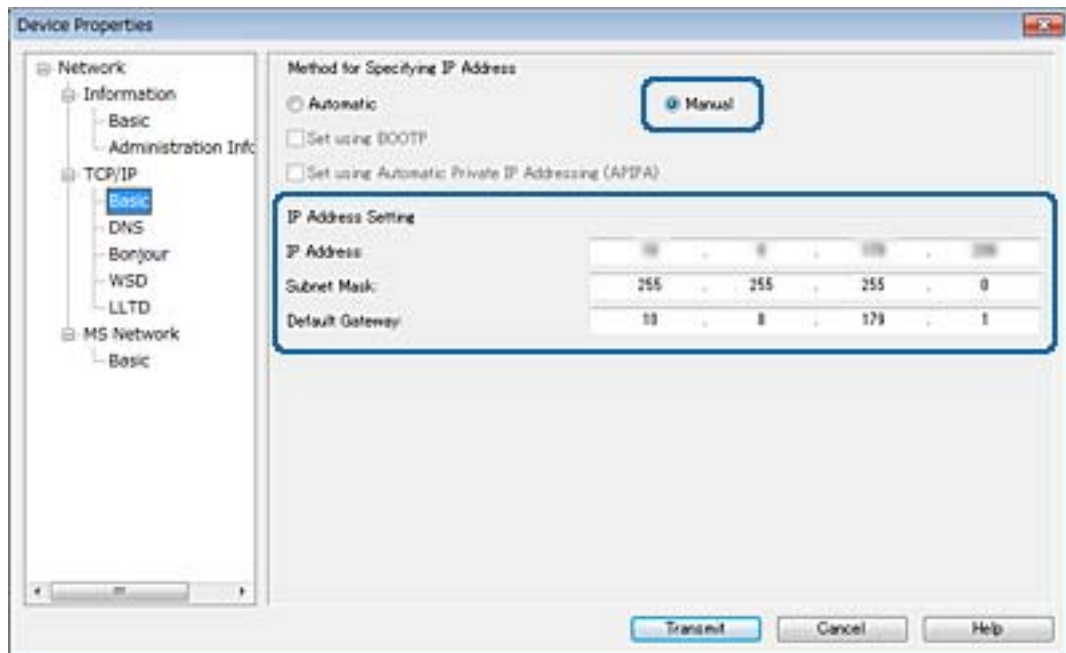 Device Properties
Network
Information
Basic
Administration Info
TCP/IP
Basic
DNS
Bonjour
WSD
LLTD
MS Network
Basic
Method for Specifying IP Address
Automatic
Manual
Set using BOOTP
Set using Automatic Private IP Addressing (APIPA)
IP Address Setting
IP Address
Subnet Mask: 255 . 255 . 255 . 0
Default Gateway: 10 . 8 . 179 . 1
Transmit Cancel Help